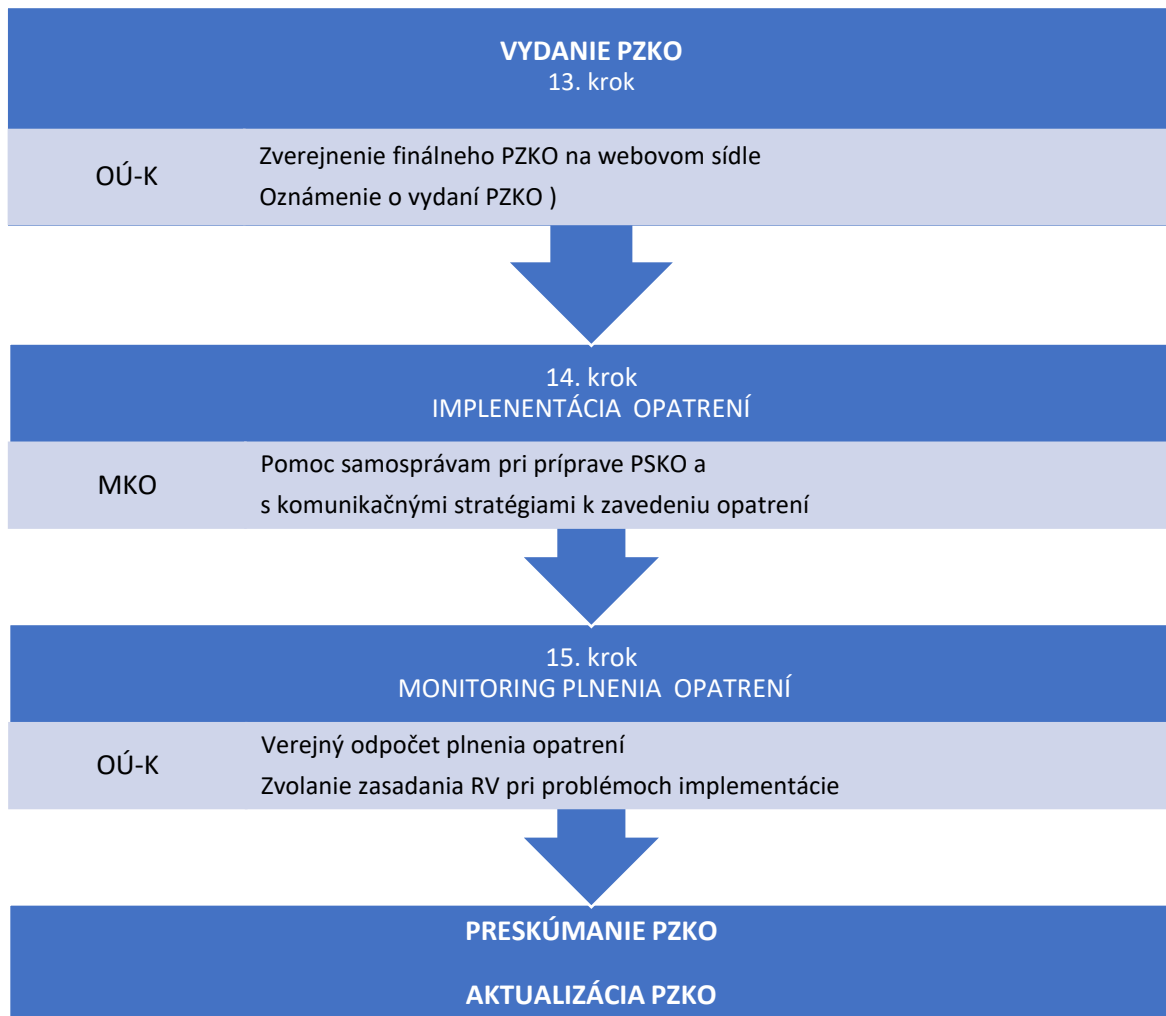 VYDANIE PZKO
13. krok
OÚ-K
Zverejnenie finálneho PZKO na webovom sídle
Oznámenie o vydaní PZKO )
14. krok
IMPLENENTÁCIA OPATRENÍ
MKO
Pomoc samosprávam pri príprave PSKO a
s komunikačnými stratégiami k zavedeniu opatrení
15. krok
MONITORING PLNENIA OPATRENÍ
OÚ-K
Verejný odpočet plnenia opatrení
Zvolanie zasadania RV pri problémoch implementácie
PRESKÚMANIE PZKO
AKTUALIZÁCIA PZKO